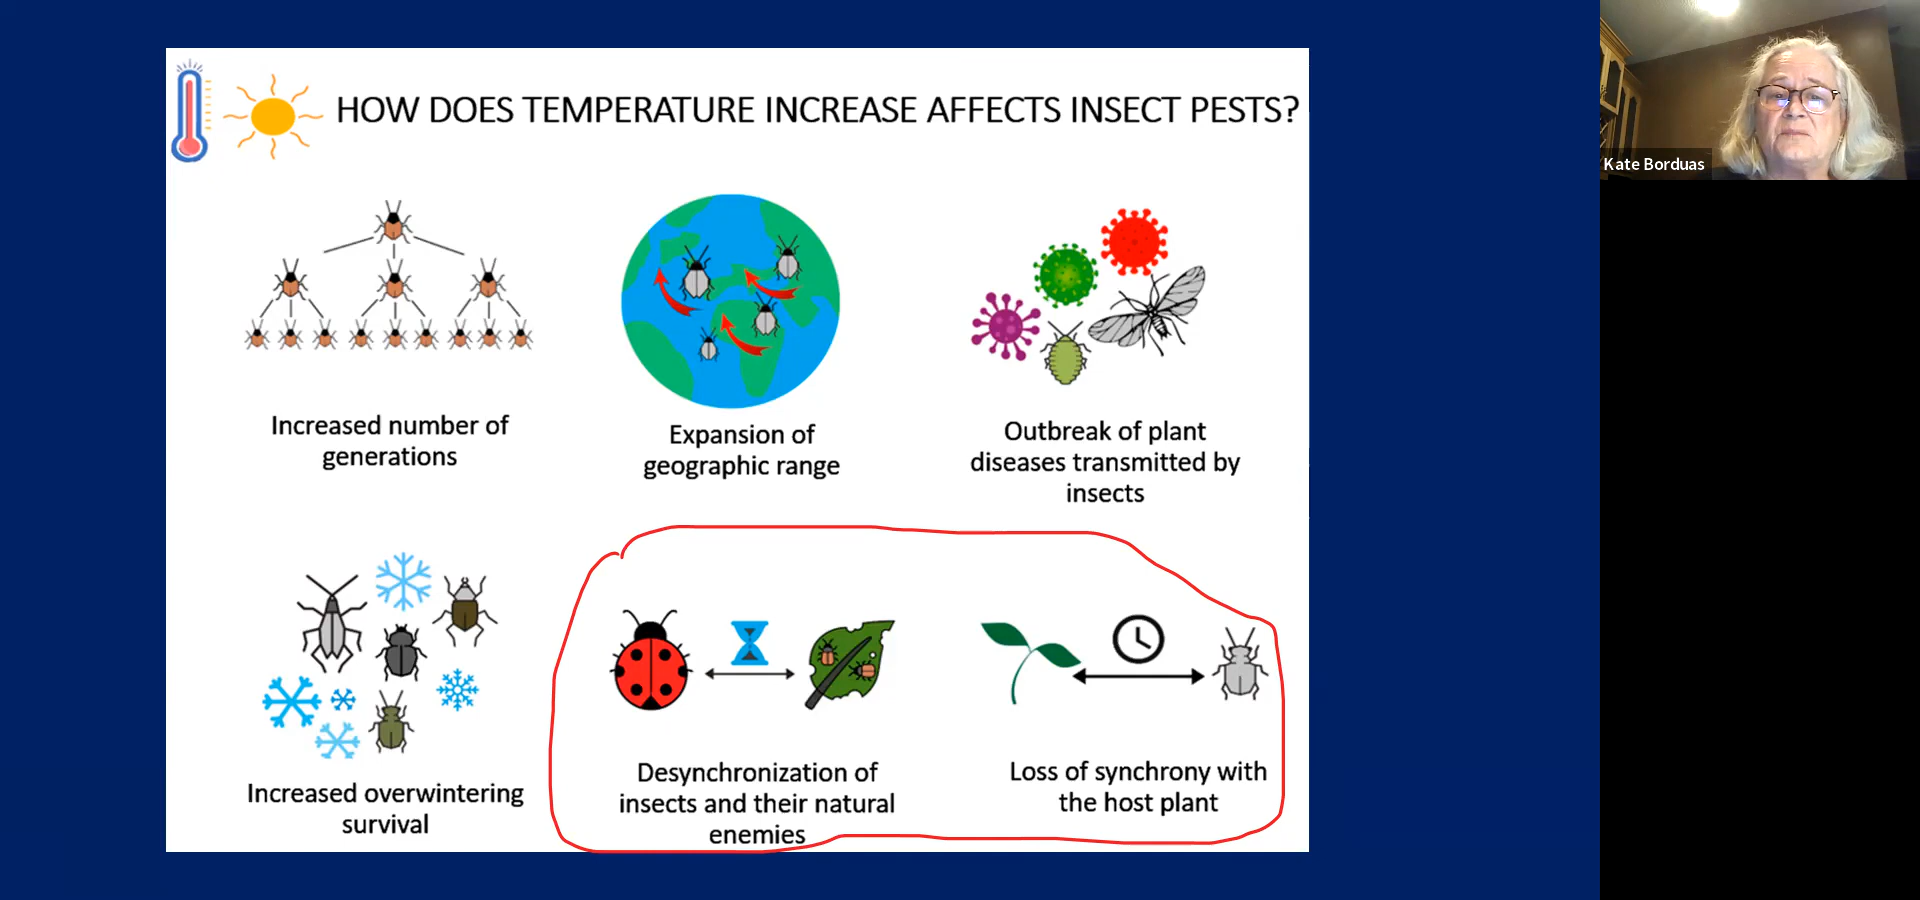 HOW DOES TEMPERATURE INCREASE AFFECTS INSECT PESTS?
Kate Borduas
Increased number of
generations
Expansion of
geographic range
Outbreak of plant
diseases transmitted by
insects
Increased overwintering
survival
Desynchronization of
insects and their natural
enemies
Loss of synchrony with
the host plant